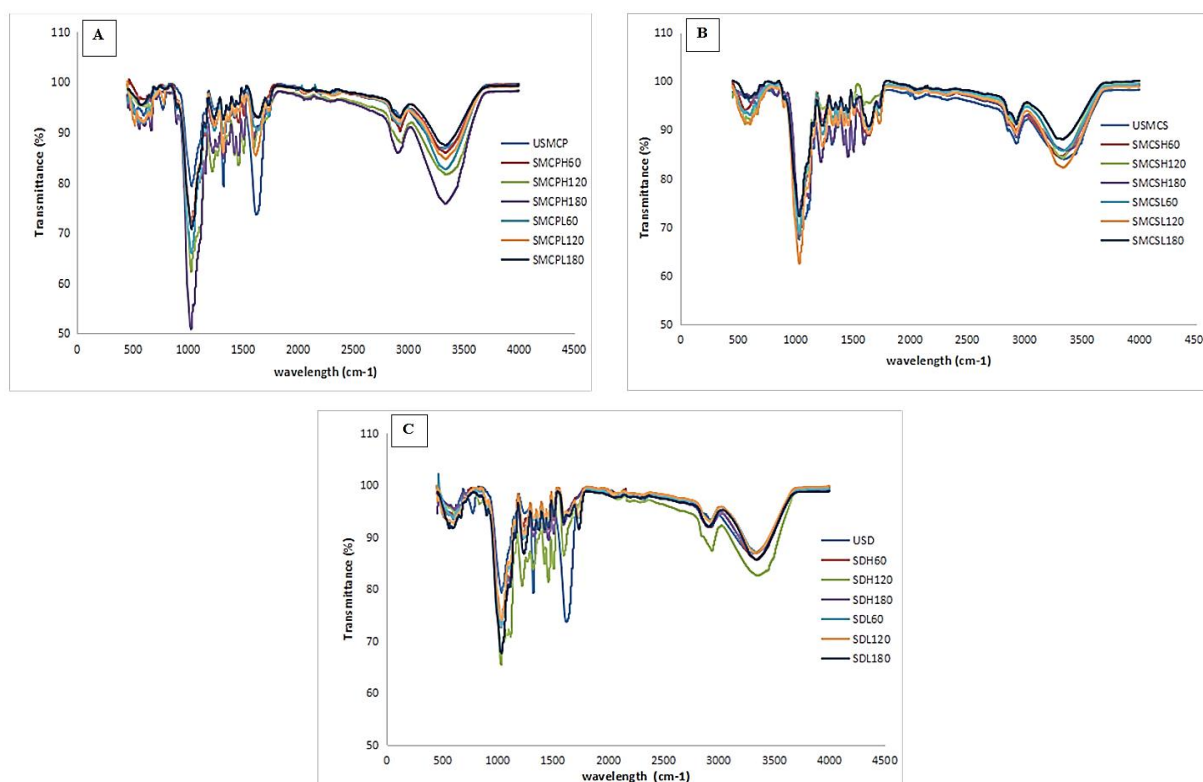 A
110
100
90
80
70
60
50
Transmittance (%)
0 500 1000 1500 2000 2500 3000 3500 4000 4500
wavelength (cm-1)
USMCP
SMCPH60
SMCPH120
SMCPH180
SMCPL60
SMCPL120
SMCPL180
B
110
100
90
80
70
60
50
Transmittance (%)
0 500 1000 1500 2000 2500 3000 3500 4000 450
wavelength (cm-1)
USMCS
SMCSH60
SMCSH120
SMCSH180
SMCSL60
SMCSL120
SMCSL180
C
110
100
90
80
70
60
50
Transmittance (%)
0 500 1000 1500 2000 2500 3000 3500 4000 4500
wavelength (cm-1)
USD
SDH60
SDH120
SDH180
SDL60
SDL120
SDL180